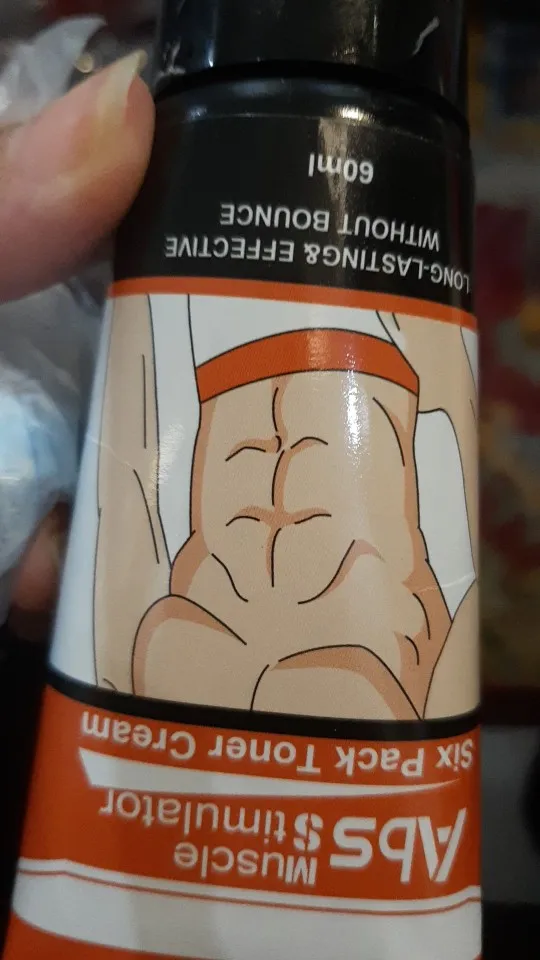 Abs Muscle
Stimulator
Six Pack Toner Cream
LONG-LASTING& EFFECTIVE
WITHOUT BOUNCE
60ml